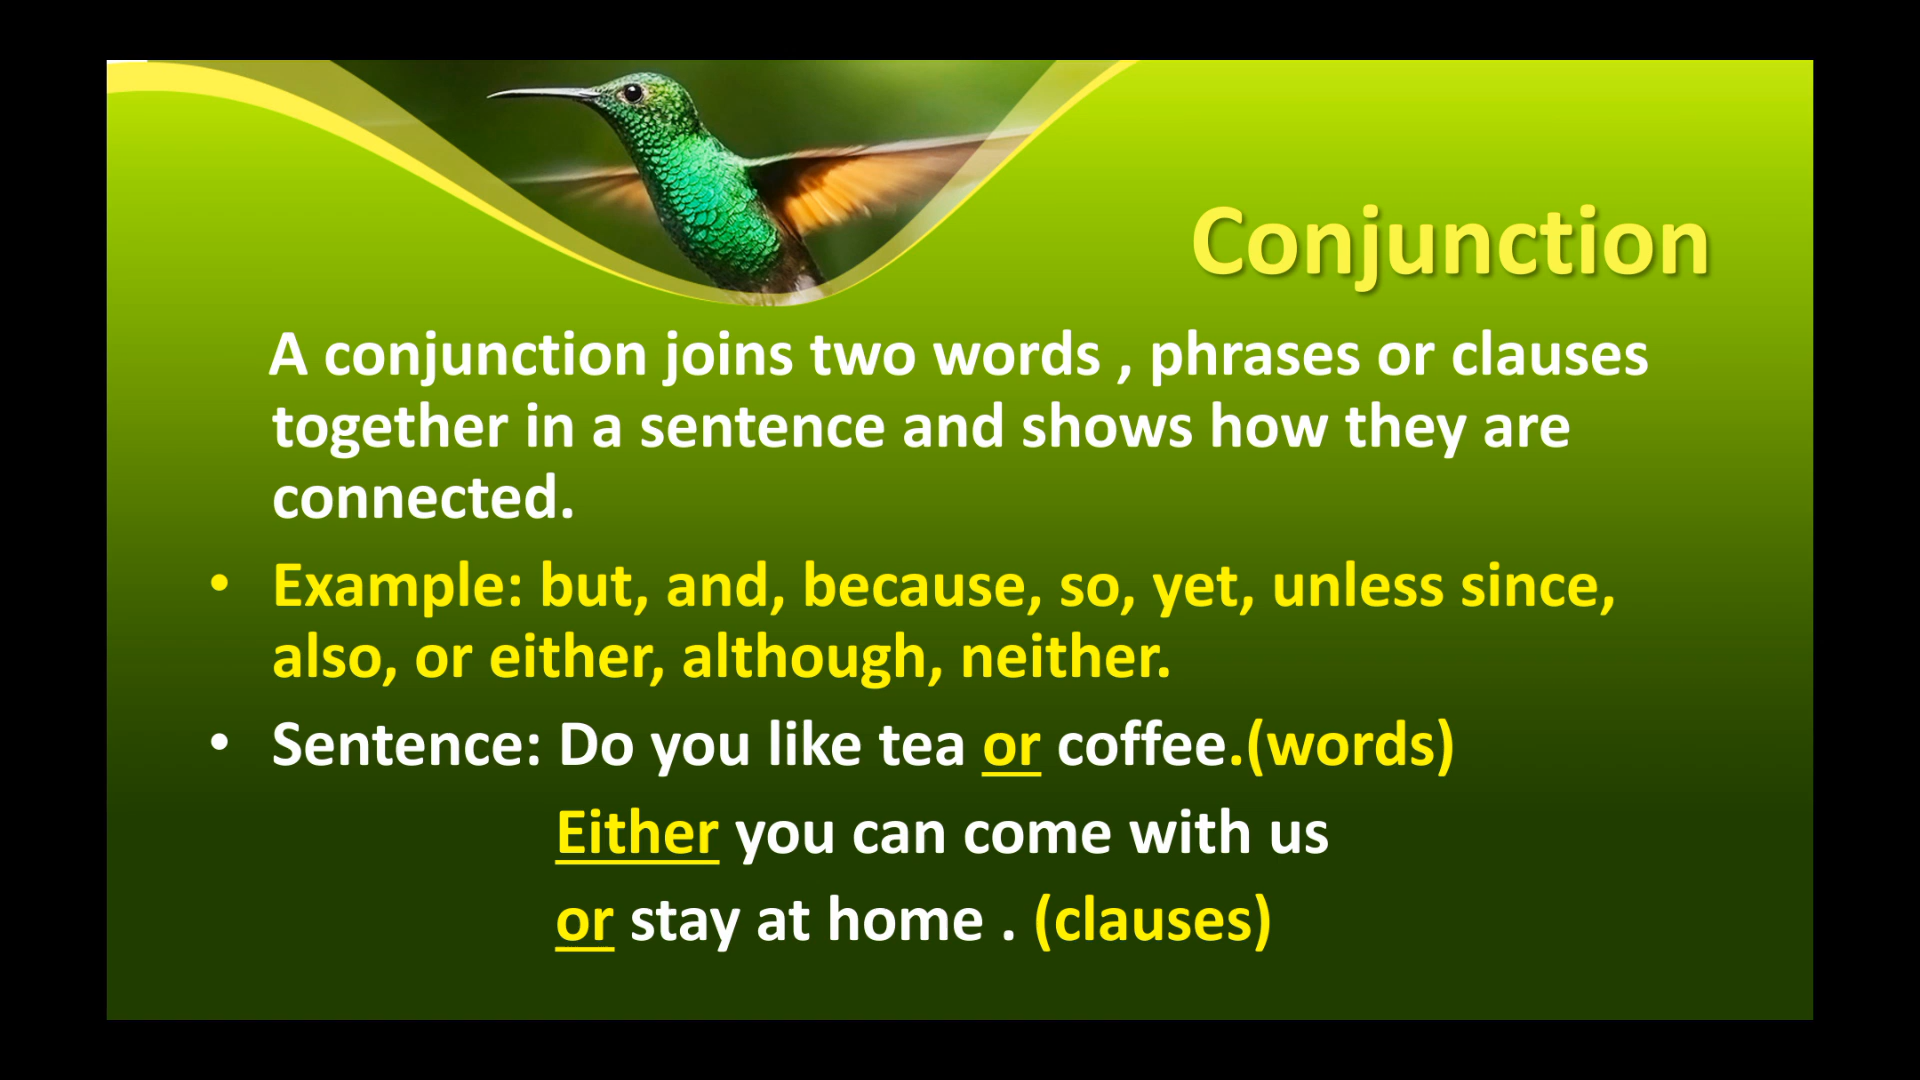 Conjunction
A conjunction joins two words , phrases or clauses
together in a sentence and shows how they are
connected.
• Example: but, and, because, so, yet, unless since,
also, or either, although, neither.
• Sentence: Do you like tea or coffee.(words)
Either you can come with us
or stay at home . (clauses)